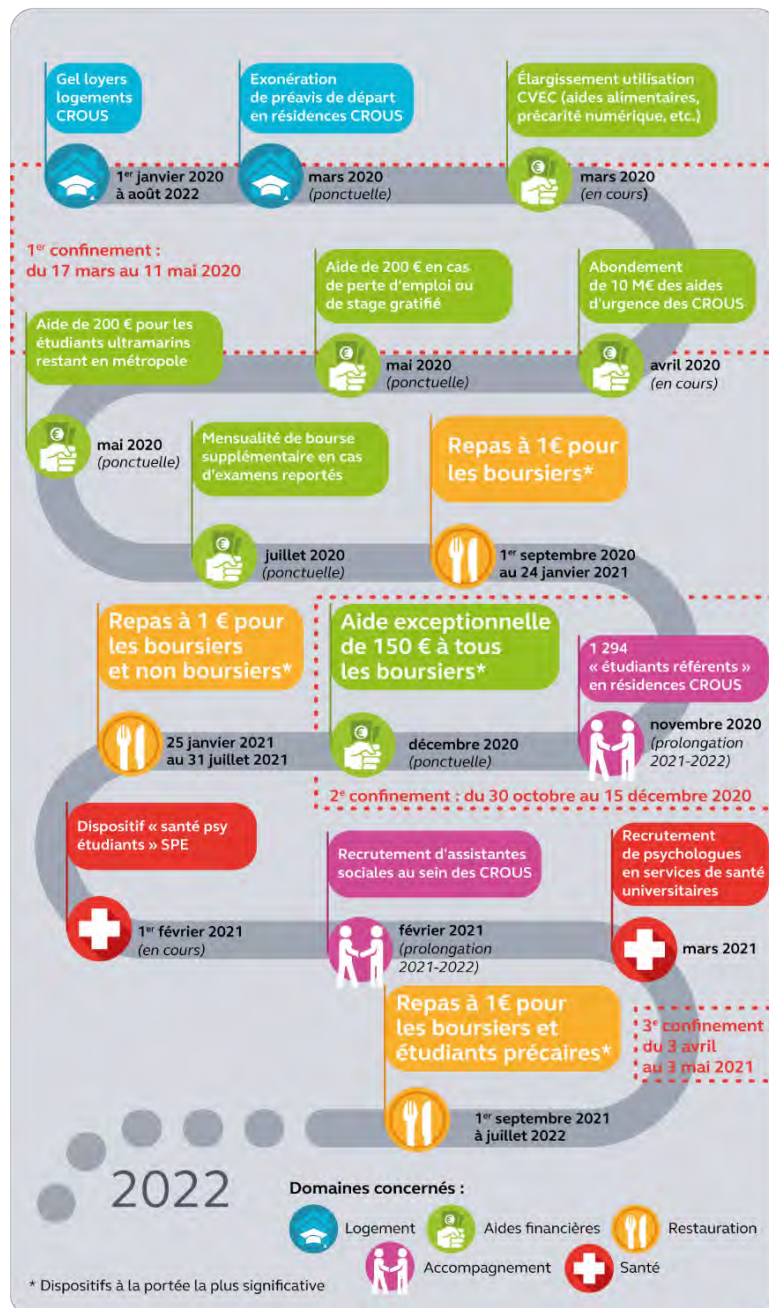 Gel loyers
logements
CROUS
1er janvier 2020
à août 2022
Exonération
de préavis de départ
en résidences CROUS
mars 2020
(ponctuelle)
Élargissement utilisation
CVEC (aides alimentaires,
précarité numérique, etc.)
mars 2020
(en cours)
1er confinement :
du 17 mars au 11 mai 2020
Abondement
de 10 M€ des aides
d'urgence des CROUS
avril 2020
(en cours)
Aide de 200 € en cas
de perte d'emploi ou
de stage gratifié
mai 2020
(ponctuelle)
Aide de 200 € pour les
étudiants ultramarins
restant en métropole
mai 2020
(ponctuelle)
Mensualité de bourse
supplémentaire en cas
d'examens reportés
juillet 2020
(ponctuelle)
Repas à 1€ pour
les boursiers*
1er septembre 2020
au 24 janvier 2021
1 294
« étudiants référents »
en résidences CROUS
novembre 2020
(prolongation
2021-2022)
Aide exceptionnelle
de 150 € à tous
les boursiers*
décembre 2020
(ponctuelle)
2e confinement : du 30 octobre au 15 décembre 2020
Repas à 1 € pour
les boursiers
et non boursiers*
25 janvier 2021
au 31 juillet 2021
Dispositif « santé psy
étudiants » SPE
1er février 2021
(en cours)
Recrutement d'assistantes
sociales au sein des CROUS
février 2021
(prolongation
2021-2022)
Recrutement
de psychologues
en services de santé
universitaires
mars 2021
3e confinement :
du 3 avril
au 3 mai 2021
Repas à 1€ pour
les boursiers et
étudiants précaires*
1er septembre 2021
à juillet 2022
2022
Domaines concernés :
Logement
Aides financières
Restauration
Accompagnement
Santé
* Dispositifs à la portée la plus significative